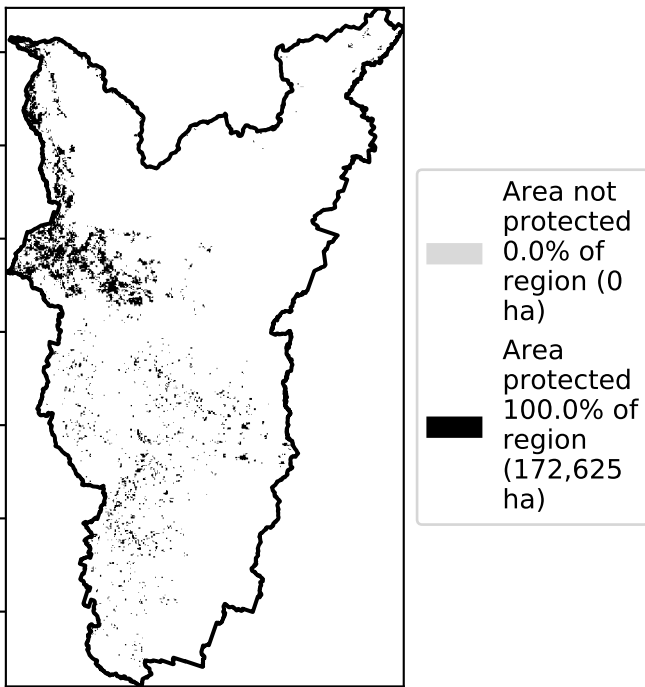 Area not
protected
0.0% of
region (0
ha)
Area
protected
100.0% of
region
(172,625
ha)